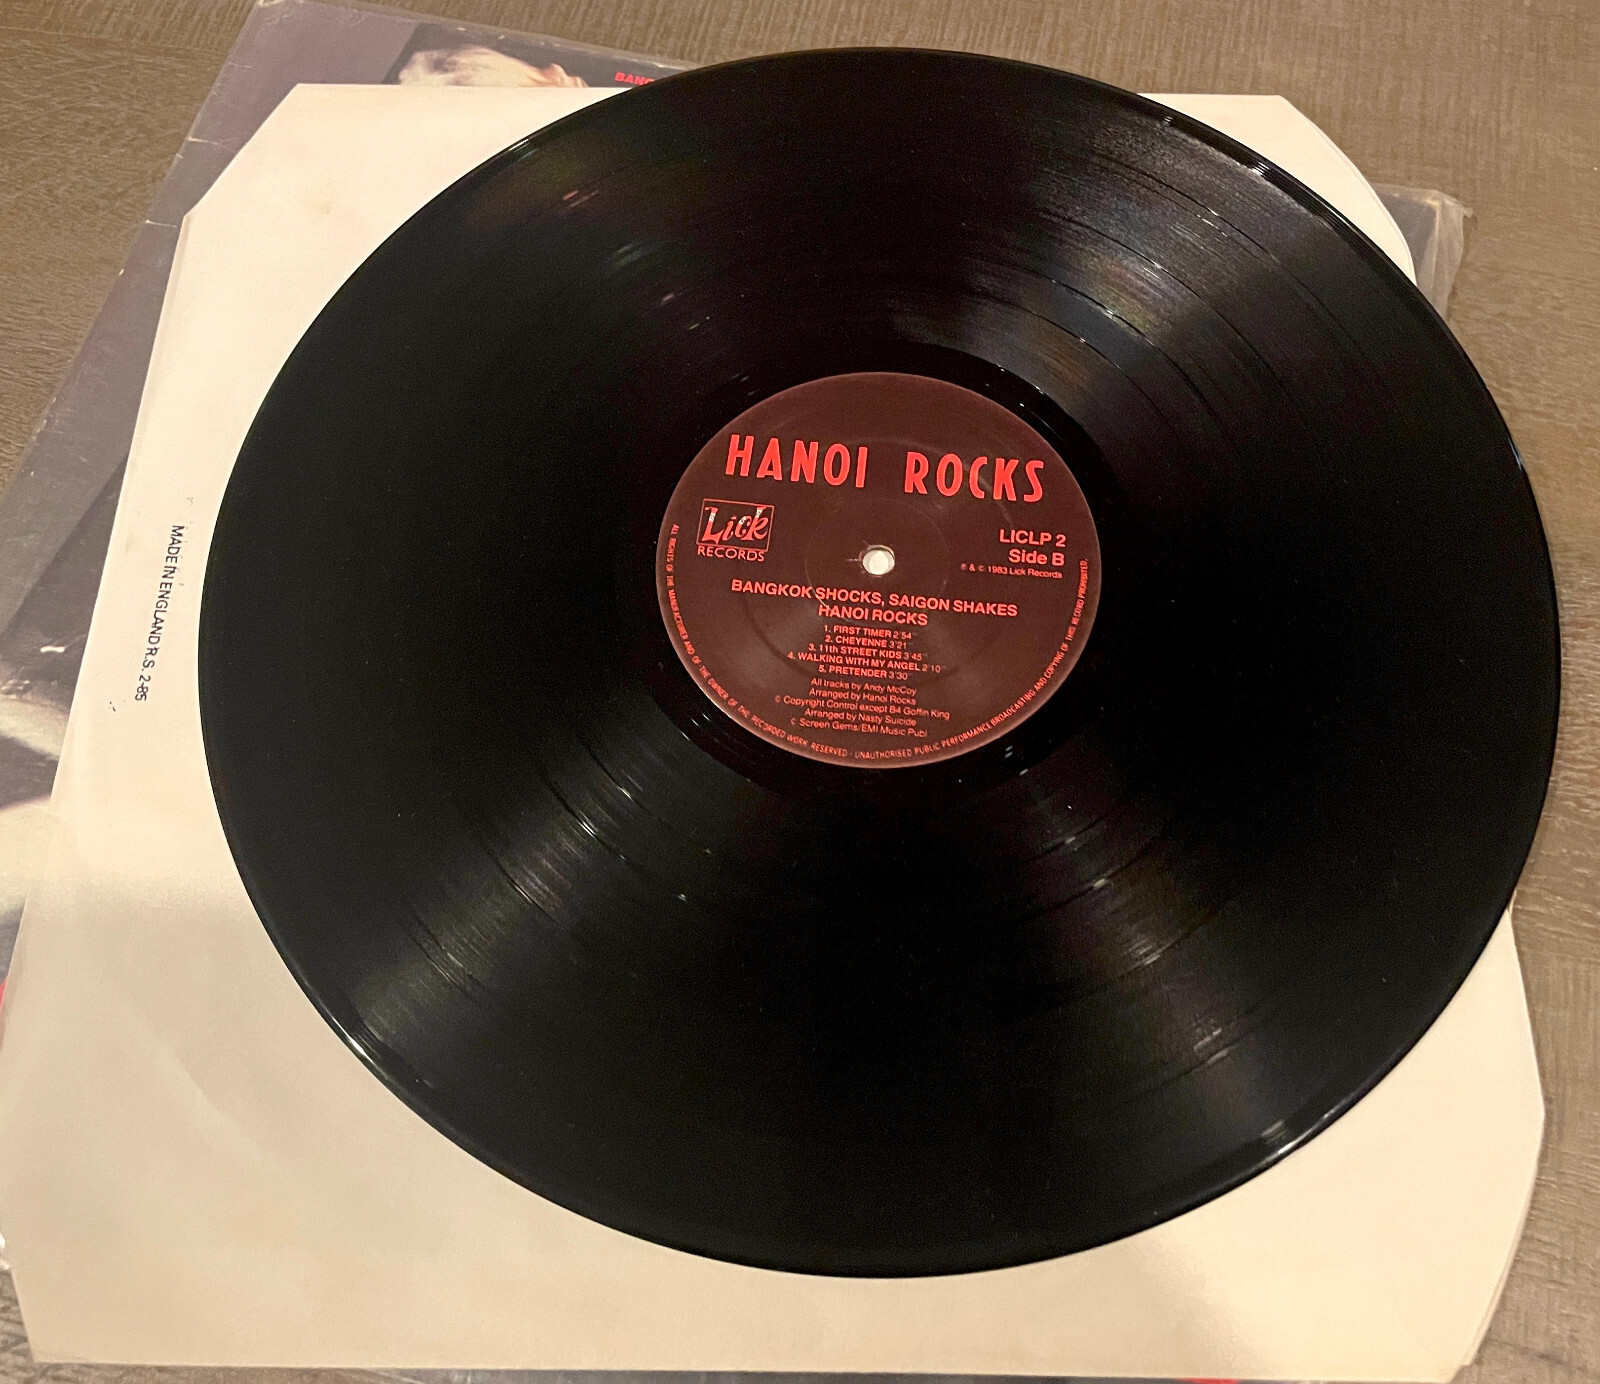 BANG
HANOI ROCKS
Lick
RECORDS
LICLP 2
Side B
℗ & © 1983 Lick Records
BANGKOK SHOCKS, SAIGON SHAKES
HANOI ROCKS
1. FIRST TIMER 2'54''
2. CHEYENNE 3'21''
3. 11th STREET KIDS 3'45''
4. WALKING WITH MY ANGEL 2'10''
5. PRETENDER 3'30''
All tracks by Andy McCoy
Arranged by Hanoi Rocks
© Copyright Control except B4 Goffin King
Arranged by Nasty Suicide
© Screen Gems/EMI Music Publ
ALL RIGHTS OF THE MANUFACTURER AND OF THE OWNER OF THE RECORDED WORK RESERVED - UNAUTHORISED PUBLIC PERFORMANCE BROADCASTING AND COPYING OF THIS RECORD PROHIBITED.
MADE IN ENGLAND R.S. 2-85